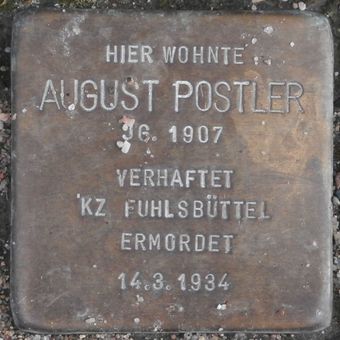 HIER WOHNTE
AUGUST POSTLER
JG. 1907
VERHAFTET
KZ FUHLSBÜTTEL
ERMORDET
14.3.1934